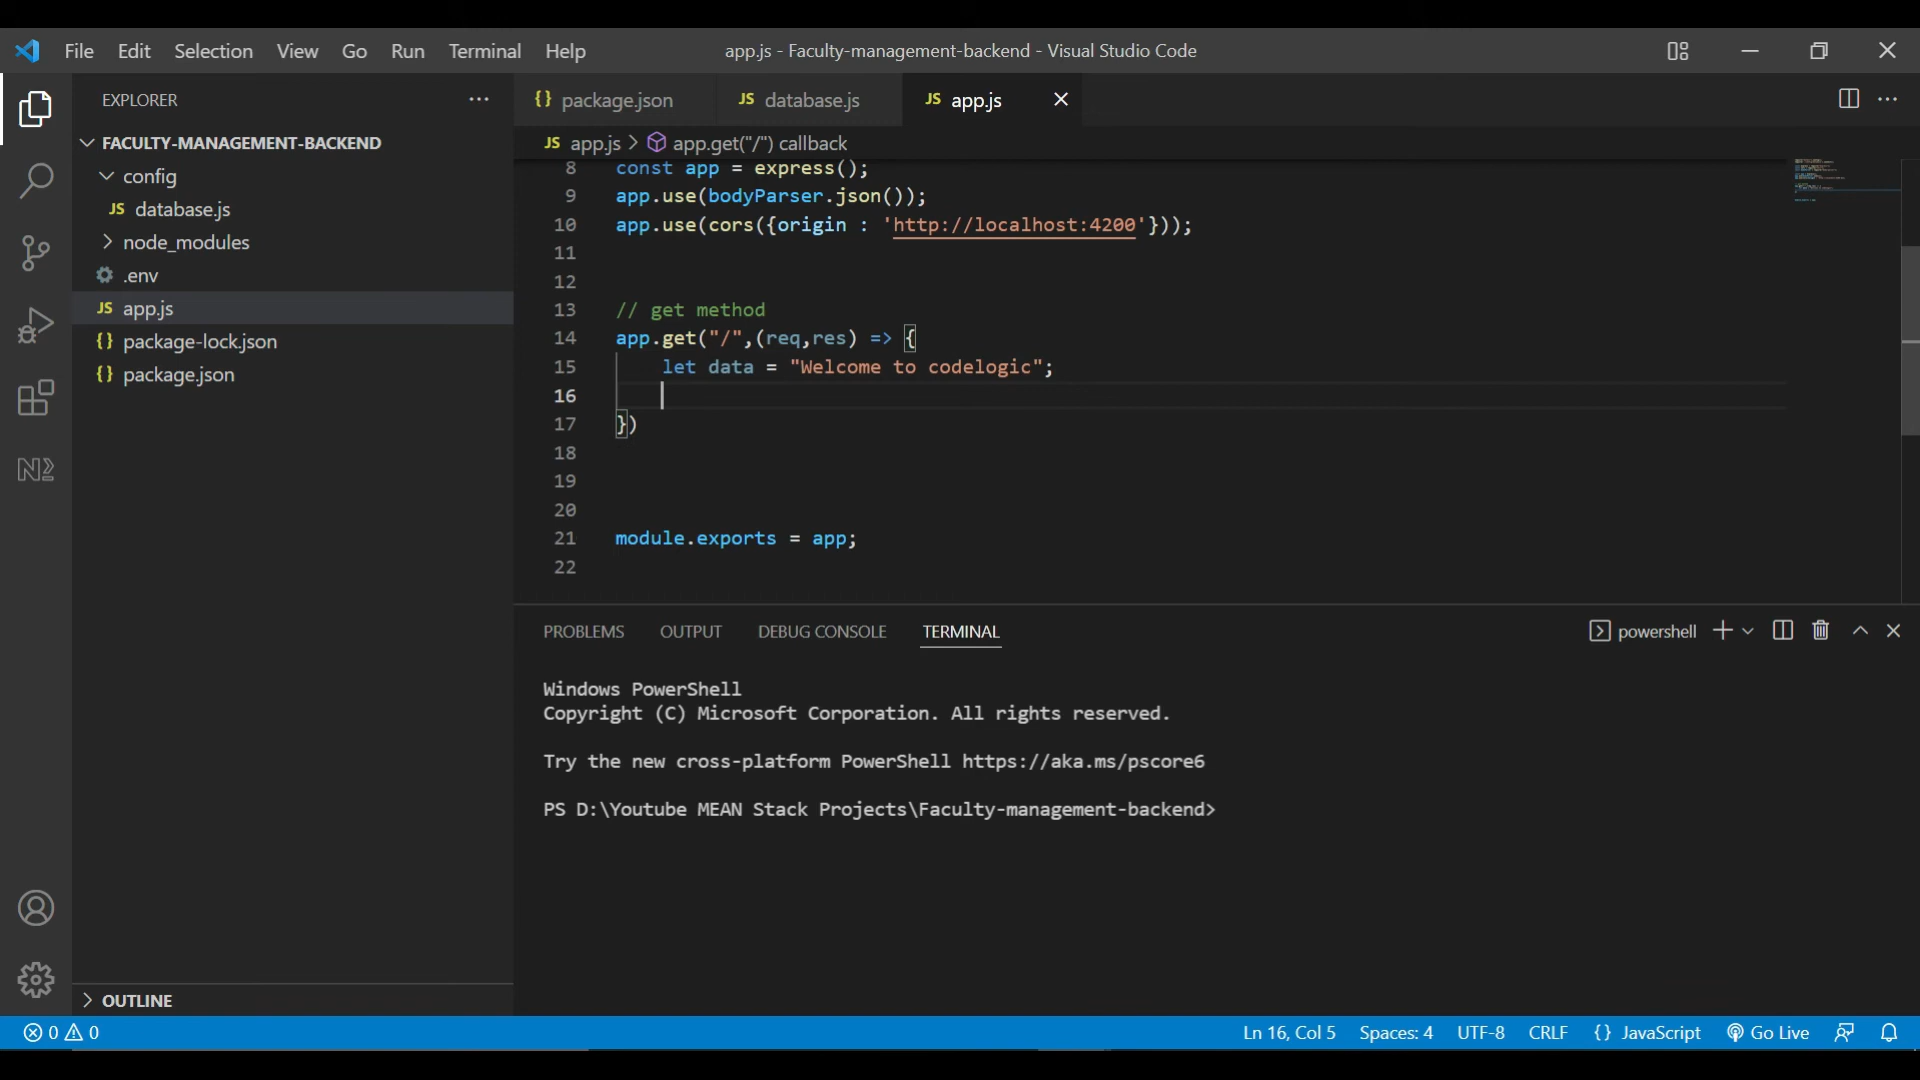 File Edit Selection View Go Run Terminal Help
app.js - Faculty-management-backend - Visual Studio Code
EXPLORER
FACULTY-MANAGEMENT-BACKEND
config
JS database.js
node_modules
.env
JS app.js
{} package-lock.json
{} package.json
OUTLINE
{} package.json JS database.js JS app.js
JS app.js > app.get("/") callback
8 const app = express();
9 app.use(bodyParser.json());
10 app.use(cors({origin : 'http://localhost:4200'}));
11
12
13 // get method
14 app.get("/",(req,res) => {
15 let data = "Welcome to codelogic";
16
17 })
18
19
20
21 module.exports = app;
22
PROBLEMS OUTPUT DEBUG CONSOLE TERMINAL
powershell
Windows PowerShell
Copyright (C) Microsoft Corporation. All rights reserved.
Try the new cross-platform PowerShell https://aka.ms/pscore6
PS D:\Youtube MEAN Stack Projects\Faculty-management-backend>
0 0
Ln 16, Col 5 Spaces: 4 UTF-8 CRLF {} JavaScript Go Live